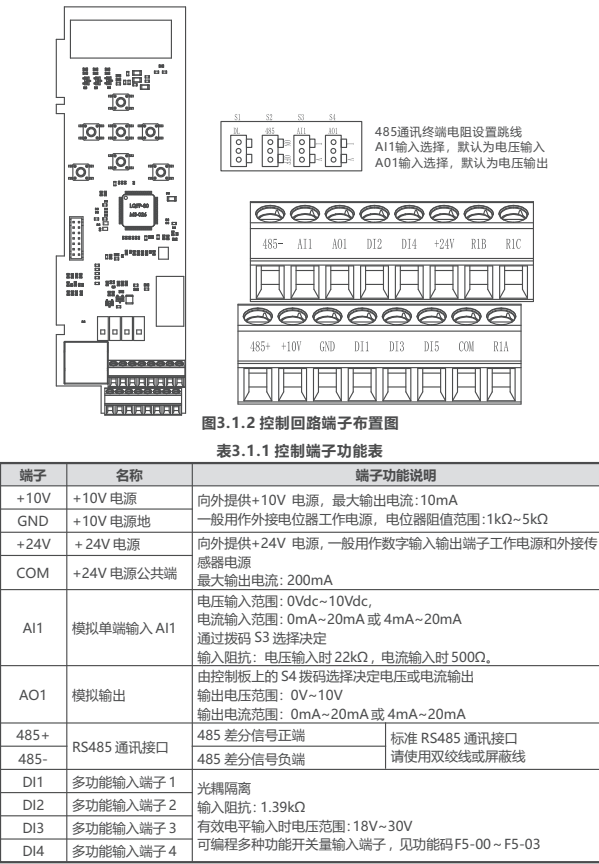 S1 S2 S3 S4
DI 485 AI1 AO1
485通讯终端电阻设置跳线
AI1输入选择，默认为电压输入
A01输入选择，默认为电压输出
485- AI1 AO1 DI2 DI4 +24V R1B R1C
485+ +10V GND DI1 DI3 DI5 COM R1A
图3.1.2 控制回路端子布置图
表3.1.1 控制端子功能表
端子 名称 端子功能说明
+10V +10V 电源
GND +10V 电源地
向外提供+10V 电源，最大输出电流:10mA
一般用作外接电位器工作电源，电位器阻值范围:1kΩ~5kΩ
+24V + 24V 电源
COM +24V 电源公共端
向外提供+24V 电源, 一般用作数字输入输出端子工作电源和外接传
感器电源
最大输出电流: 200mA
AI1 模拟单端输入 AI1
电压输入范围: 0Vdc~10Vdc,
电流输入范围: 0mA~20mA 或 4mA~20mA
通过拨码 S3 选择决定
输入阻抗：电压输入时 22kΩ , 电流输入时 500Ω。
AO1 模拟输出
由控制板上的 S4 拨码选择决定电压或电流输出
输出电压范围：0V~10V
输出电流范围：0mA~20mA 或 4mA~20mA
485+
485-
RS485 通讯接口
485 差分信号正端
485 差分信号负端
标准 RS485 通讯接口
请使用双绞线或屏蔽线
DI1 多功能输入端子 1
DI2 多功能输入端子 2
DI3 多功能输入端子 3
DI4 多功能输入端子 4
光耦隔离
输入阻抗: 1.39kΩ
有效电平输入时电压范围: 18V~30V
可编程多种功能开关量输入端子 , 见功能码F5-00 ~ F5-03